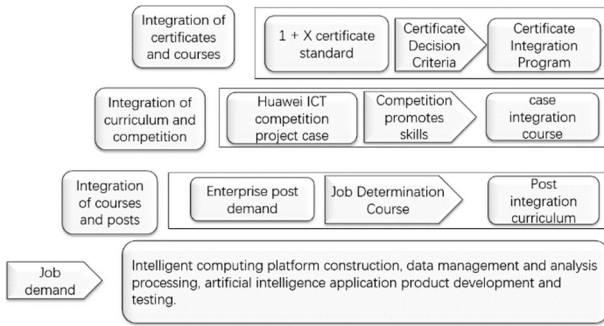 Integration of
certificates
and courses
1 + X certificate
standard
Certificate
Decision
Criteria
Certificate
Integration
Program
Integration of
curriculum and
competition
Huawei ICT
competition
project case
Competition
promotes
skills
case
integration
course
Integration
of courses
and posts
Enterprise post
demand
Job Determination
Course
Post
integration
curriculum
Job
demand
Intelligent computing platform construction, data management and analysis
processing, artificial intelligence application product development and
testing.